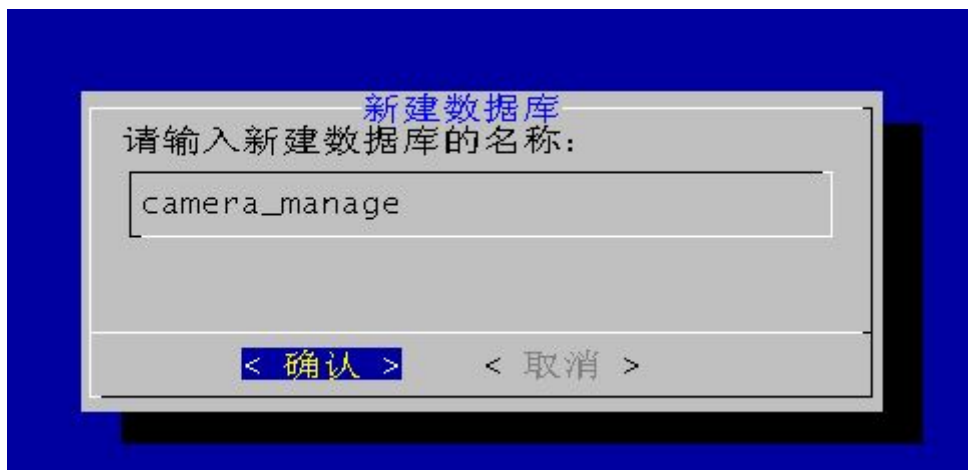 新建数据库
请输入新建数据库的名称:
camera_manage
< 确认 > < 取消 >